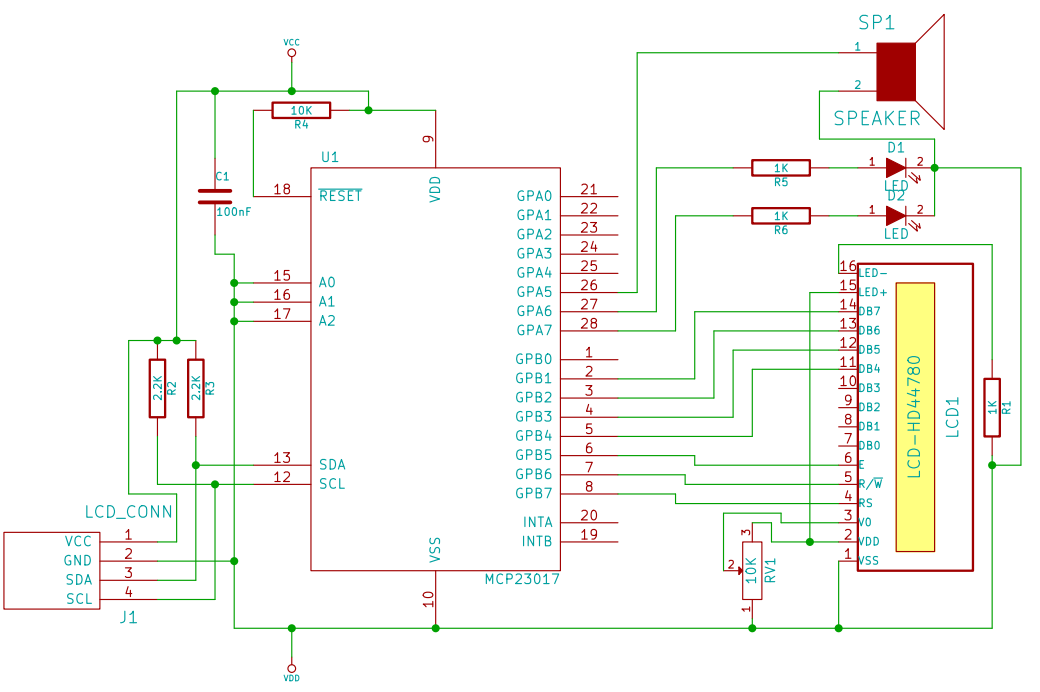 SP1
1
2
SPEAKER
VCC
10K
R4
9
U1
C1
100nF
18
RESET
VDD
15
A0
16
A1
17
A2
2.2K
R2
2.2K
R3
13
SDA
12
SCL
VSS
10
MCP23017
GPA0
21
GPA1
22
GPA2
23
GPA3
24
GPA4
25
GPA5
26
GPA6
27
GPA7
28
GPB0
1
GPB1
2
GPB2
3
GPB3
4
GPB4
5
GPB5
6
GPB6
7
GPB7
8
INTA
20
INTB
19
1K
R5
1
D1
2
LED
1K
R6
1
D2
2
LED
16
LED-
15
LED+
14
DB7
13
DB6
12
DB5
11
DB4
10
DB3
9
DB2
8
DB1
7
DB0
6
E
5
R/W
4
RS
3
VO
2
VDD
1
VSS
LCD-HD44780
LCD1
1K
R1
3
2
10K
RV1
1
LCD_CONN
VCC
1
GND
2
SDA
3
SCL
4
J1
VDD